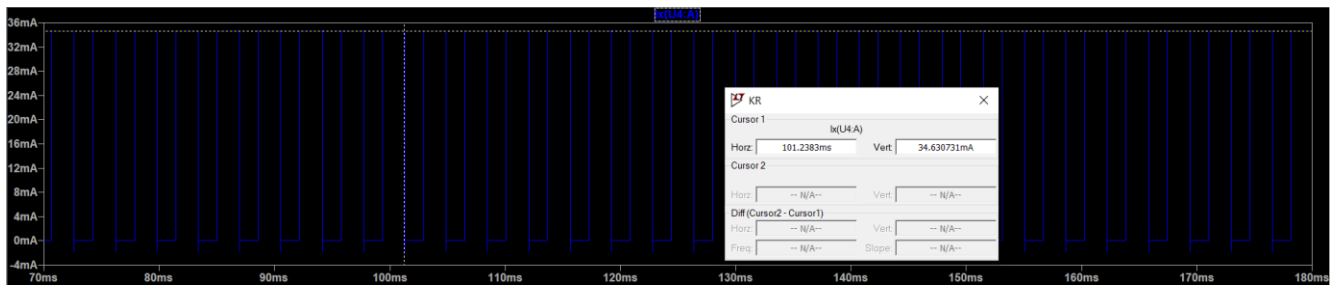 Ix(U4:A)
36mA
32mA
28mA
24mA
20mA
16mA
12mA
8mA
4mA
0mA
-4mA
70ms 80ms 90ms 100ms 110ms 120ms 130ms 140ms 150ms 160ms 170ms 180ms
KR
Cursor 1
Ix(U4:A)
Horz: 101.2383ms Vert: 34.630731mA
Cursor 2
Horz: -- N/A-- Vert: -- N/A--
Diff (Cursor2 - Cursor1)
Horz: -- N/A-- Vert: -- N/A--
Freq: -- N/A-- Slope: -- N/A--